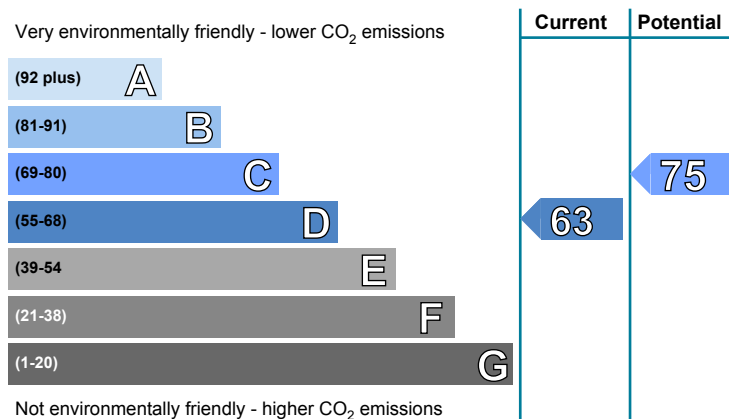 Very environmentally friendly - lower CO2 emissions
Current
Potential
(92 plus) A
(81-91) B
(69-80) C
75
(55-68) D
63
(39-54 E
(21-38) F
(1-20) G
Not environmentally friendly - higher CO2 emissions